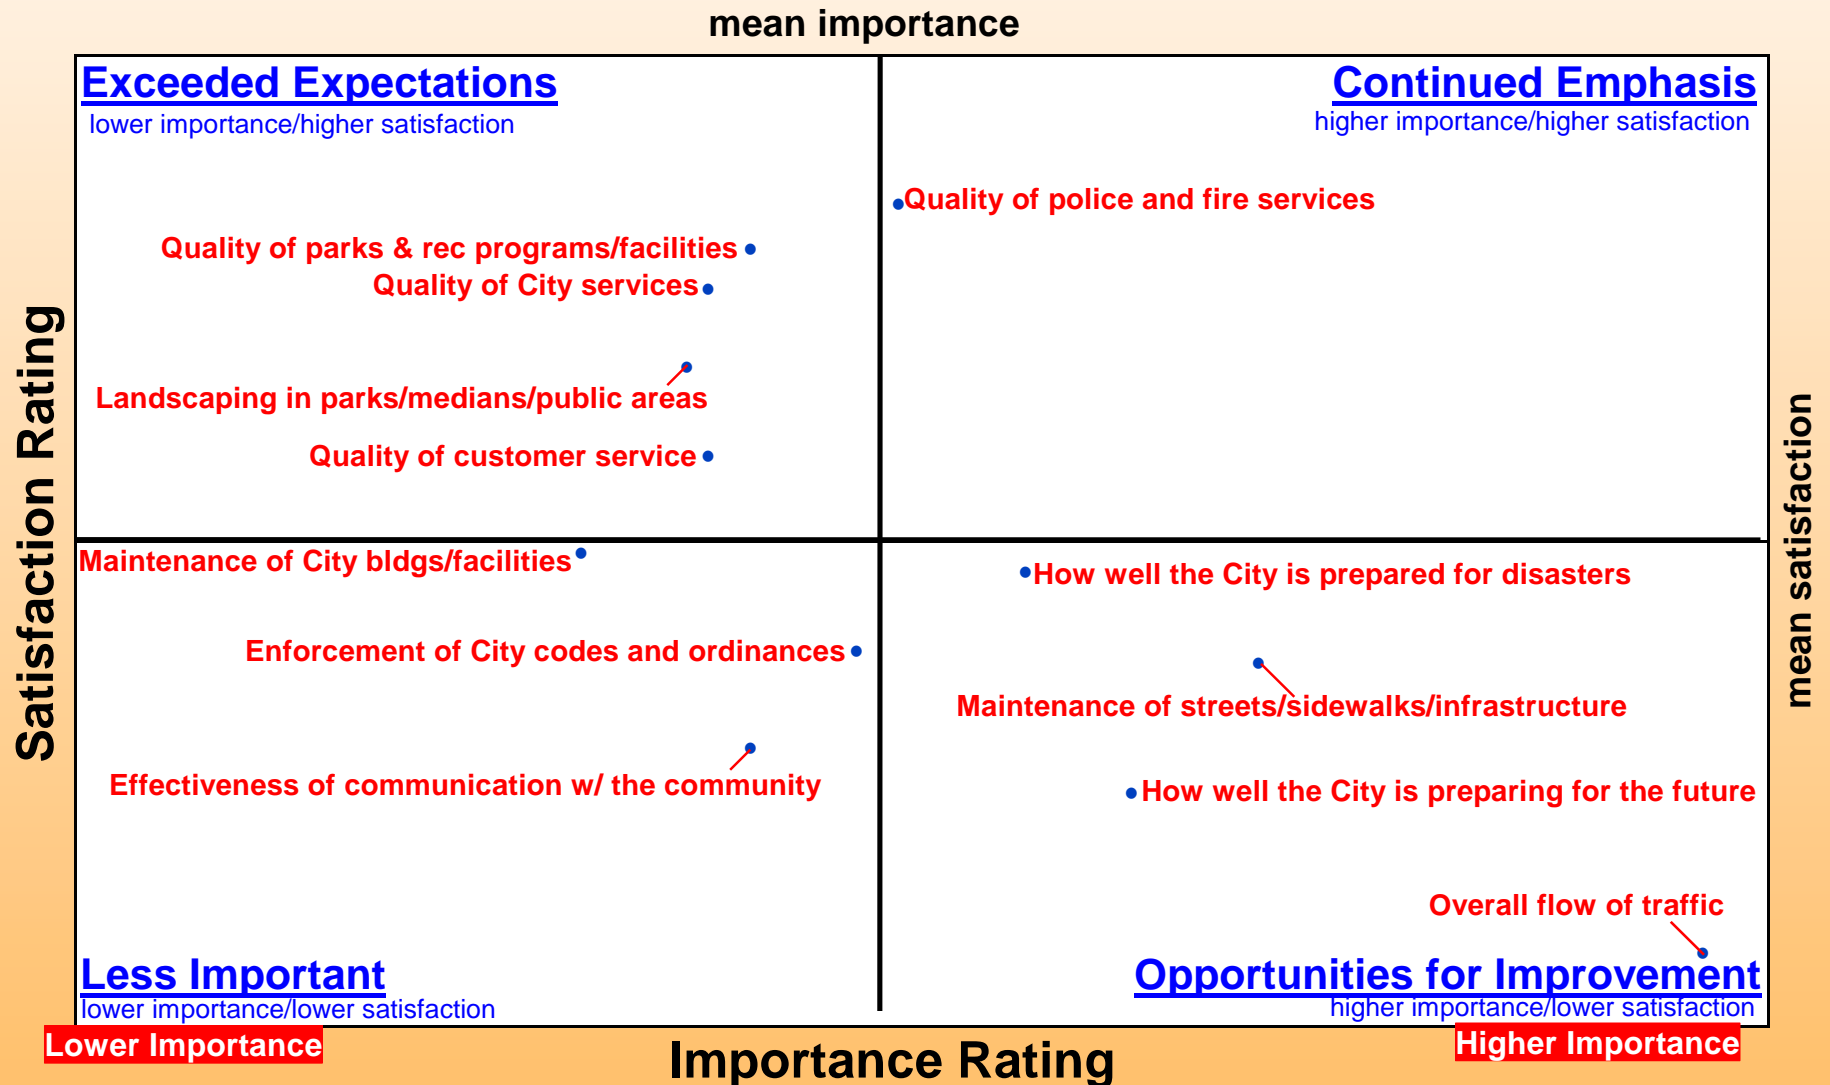 mean importance
Exceeded Expectations
lower importance/higher satisfaction
Continued Emphasis
higher importance/higher satisfaction
Quality of police and fire services
Quality of parks & rec programs/facilities
Quality of City services
Landscaping in parks/medians/public areas
Quality of customer service
Satisfaction Rating
mean satisfaction
Maintenance of City bldgs/facilities
How well the City is prepared for disasters
Enforcement of City codes and ordinances
Maintenance of streets/sidewalks/infrastructure
Effectiveness of communication w/ the community
How well the City is preparing for the future
Overall flow of traffic
Less Important
lower importance/lower satisfaction
Opportunities for Improvement
higher importance/lower satisfaction
Lower Importance
Importance Rating
Higher Importance